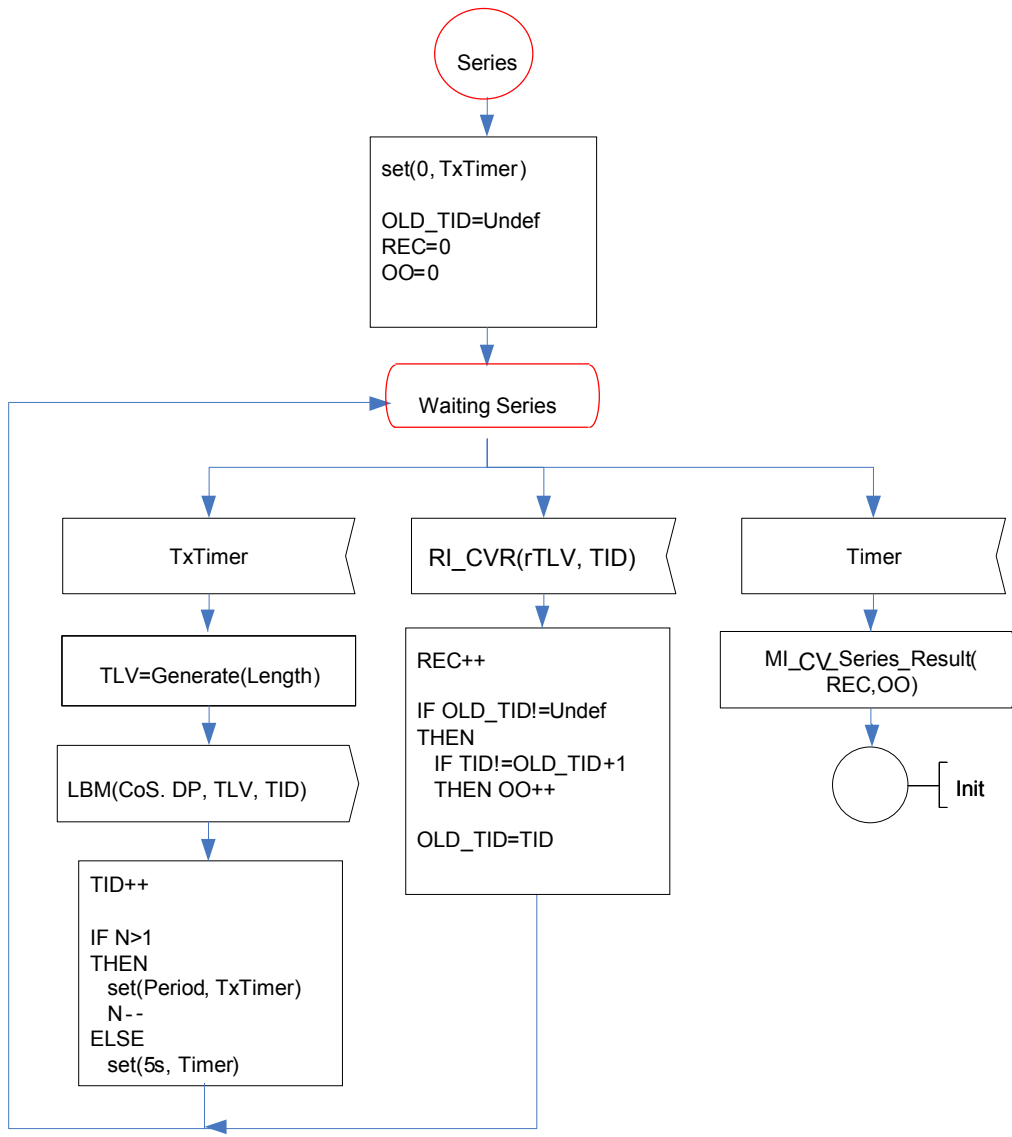 Series
set(0, TxTimer)
OLD_TID=Undef
REC=0
OO=0
Waiting Series
TxTimer
TLV=Generate(Length)
LBM(CoS. DP, TLV, TID)
TID++
IF N>1
THEN
set(Period, TxTimer)
N--
ELSE
set(5s, Timer)
RI_CVR(rTLV, TID)
REC++
IF OLD_TID!=Undef
THEN
IF TID!=OLD_TID+1
THEN OO++
OLD_TID=TID
Timer
MI_CV_Series_Result(
REC,OO)
Init